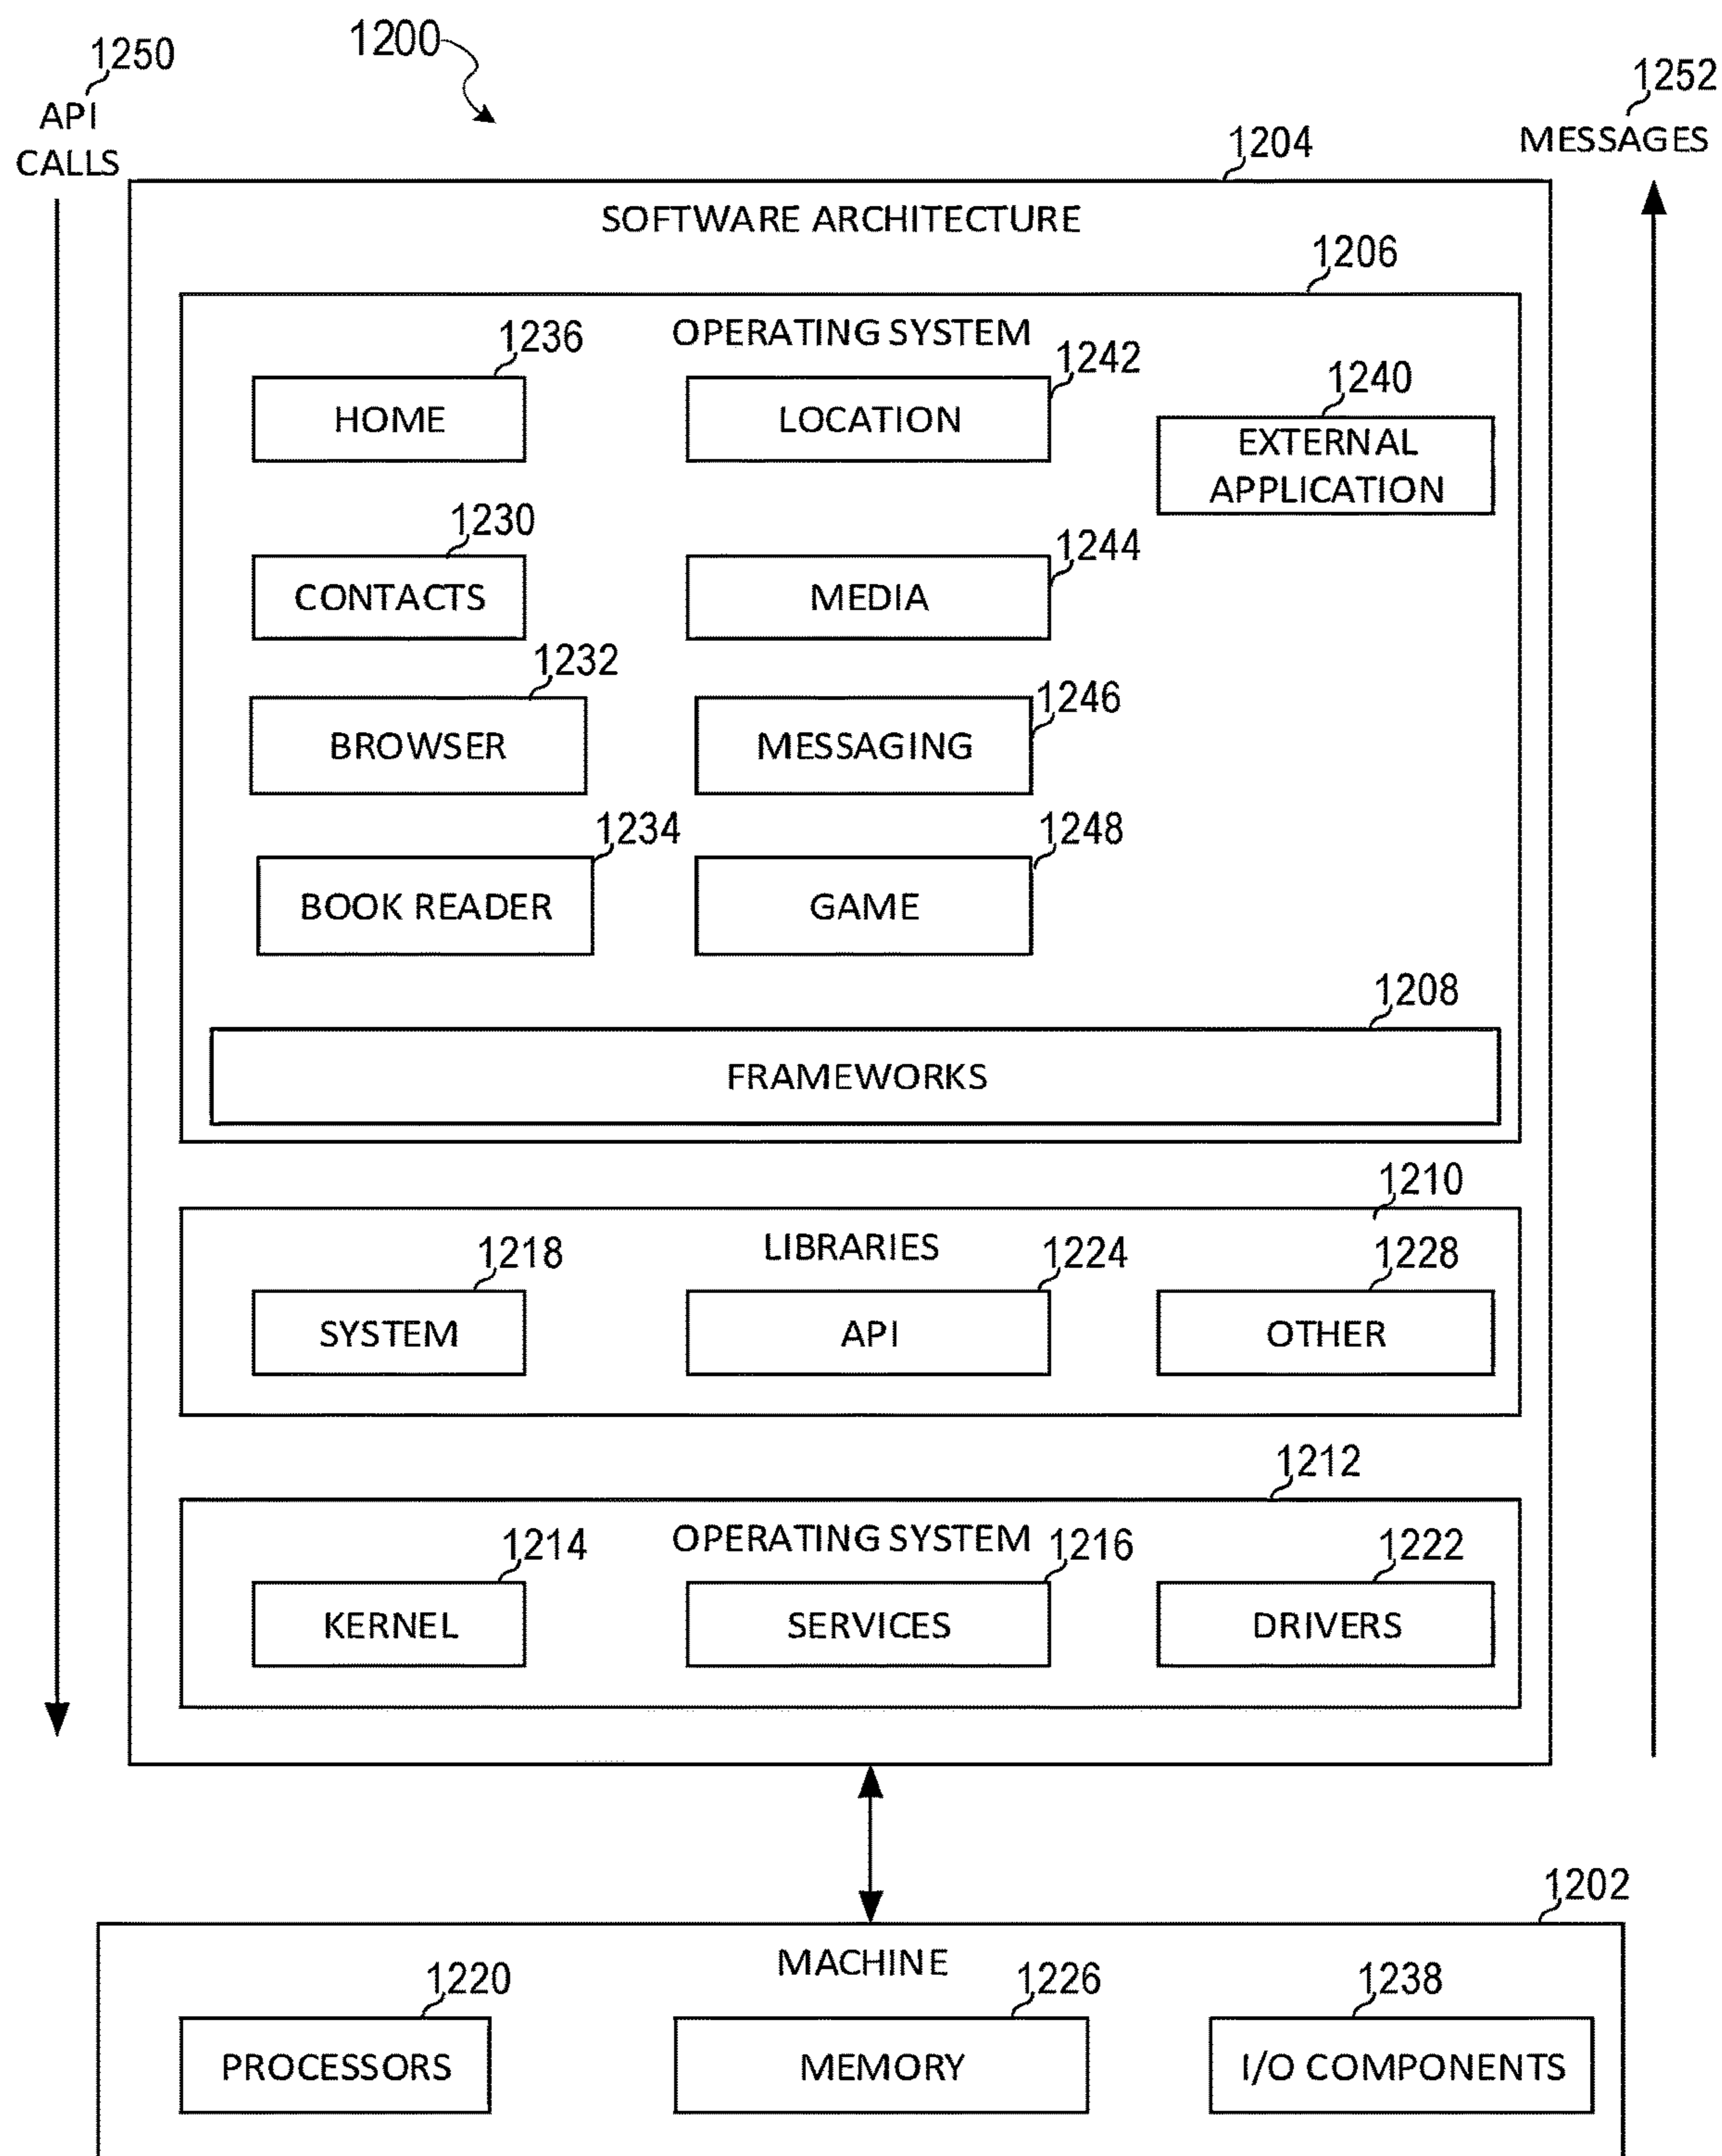 1250
1200
1252
API
CALLS
MESSAGES
1204
SOFTWARE ARCHITECTURE
1206
OPERATING SYSTEM
1236
1242
1240
HOME
LOCATION
EXTERNAL
APPLICATION
1230
1244
CONTACTS
MEDIA
1232
1246
BROWSER
MESSAGING
1234
1248
BOOK READER
GAME
1208
FRAMEWORKS
1210
LIBRARIES
1218
1224
1228
SYSTEM
API
OTHER
1212
OPERATING SYSTEM
1214
1216
1222
KERNEL
SERVICES
DRIVERS
1202
MACHINE
1220
1226
1238
PROCESSORS
MEMORY
I/O COMPONENTS